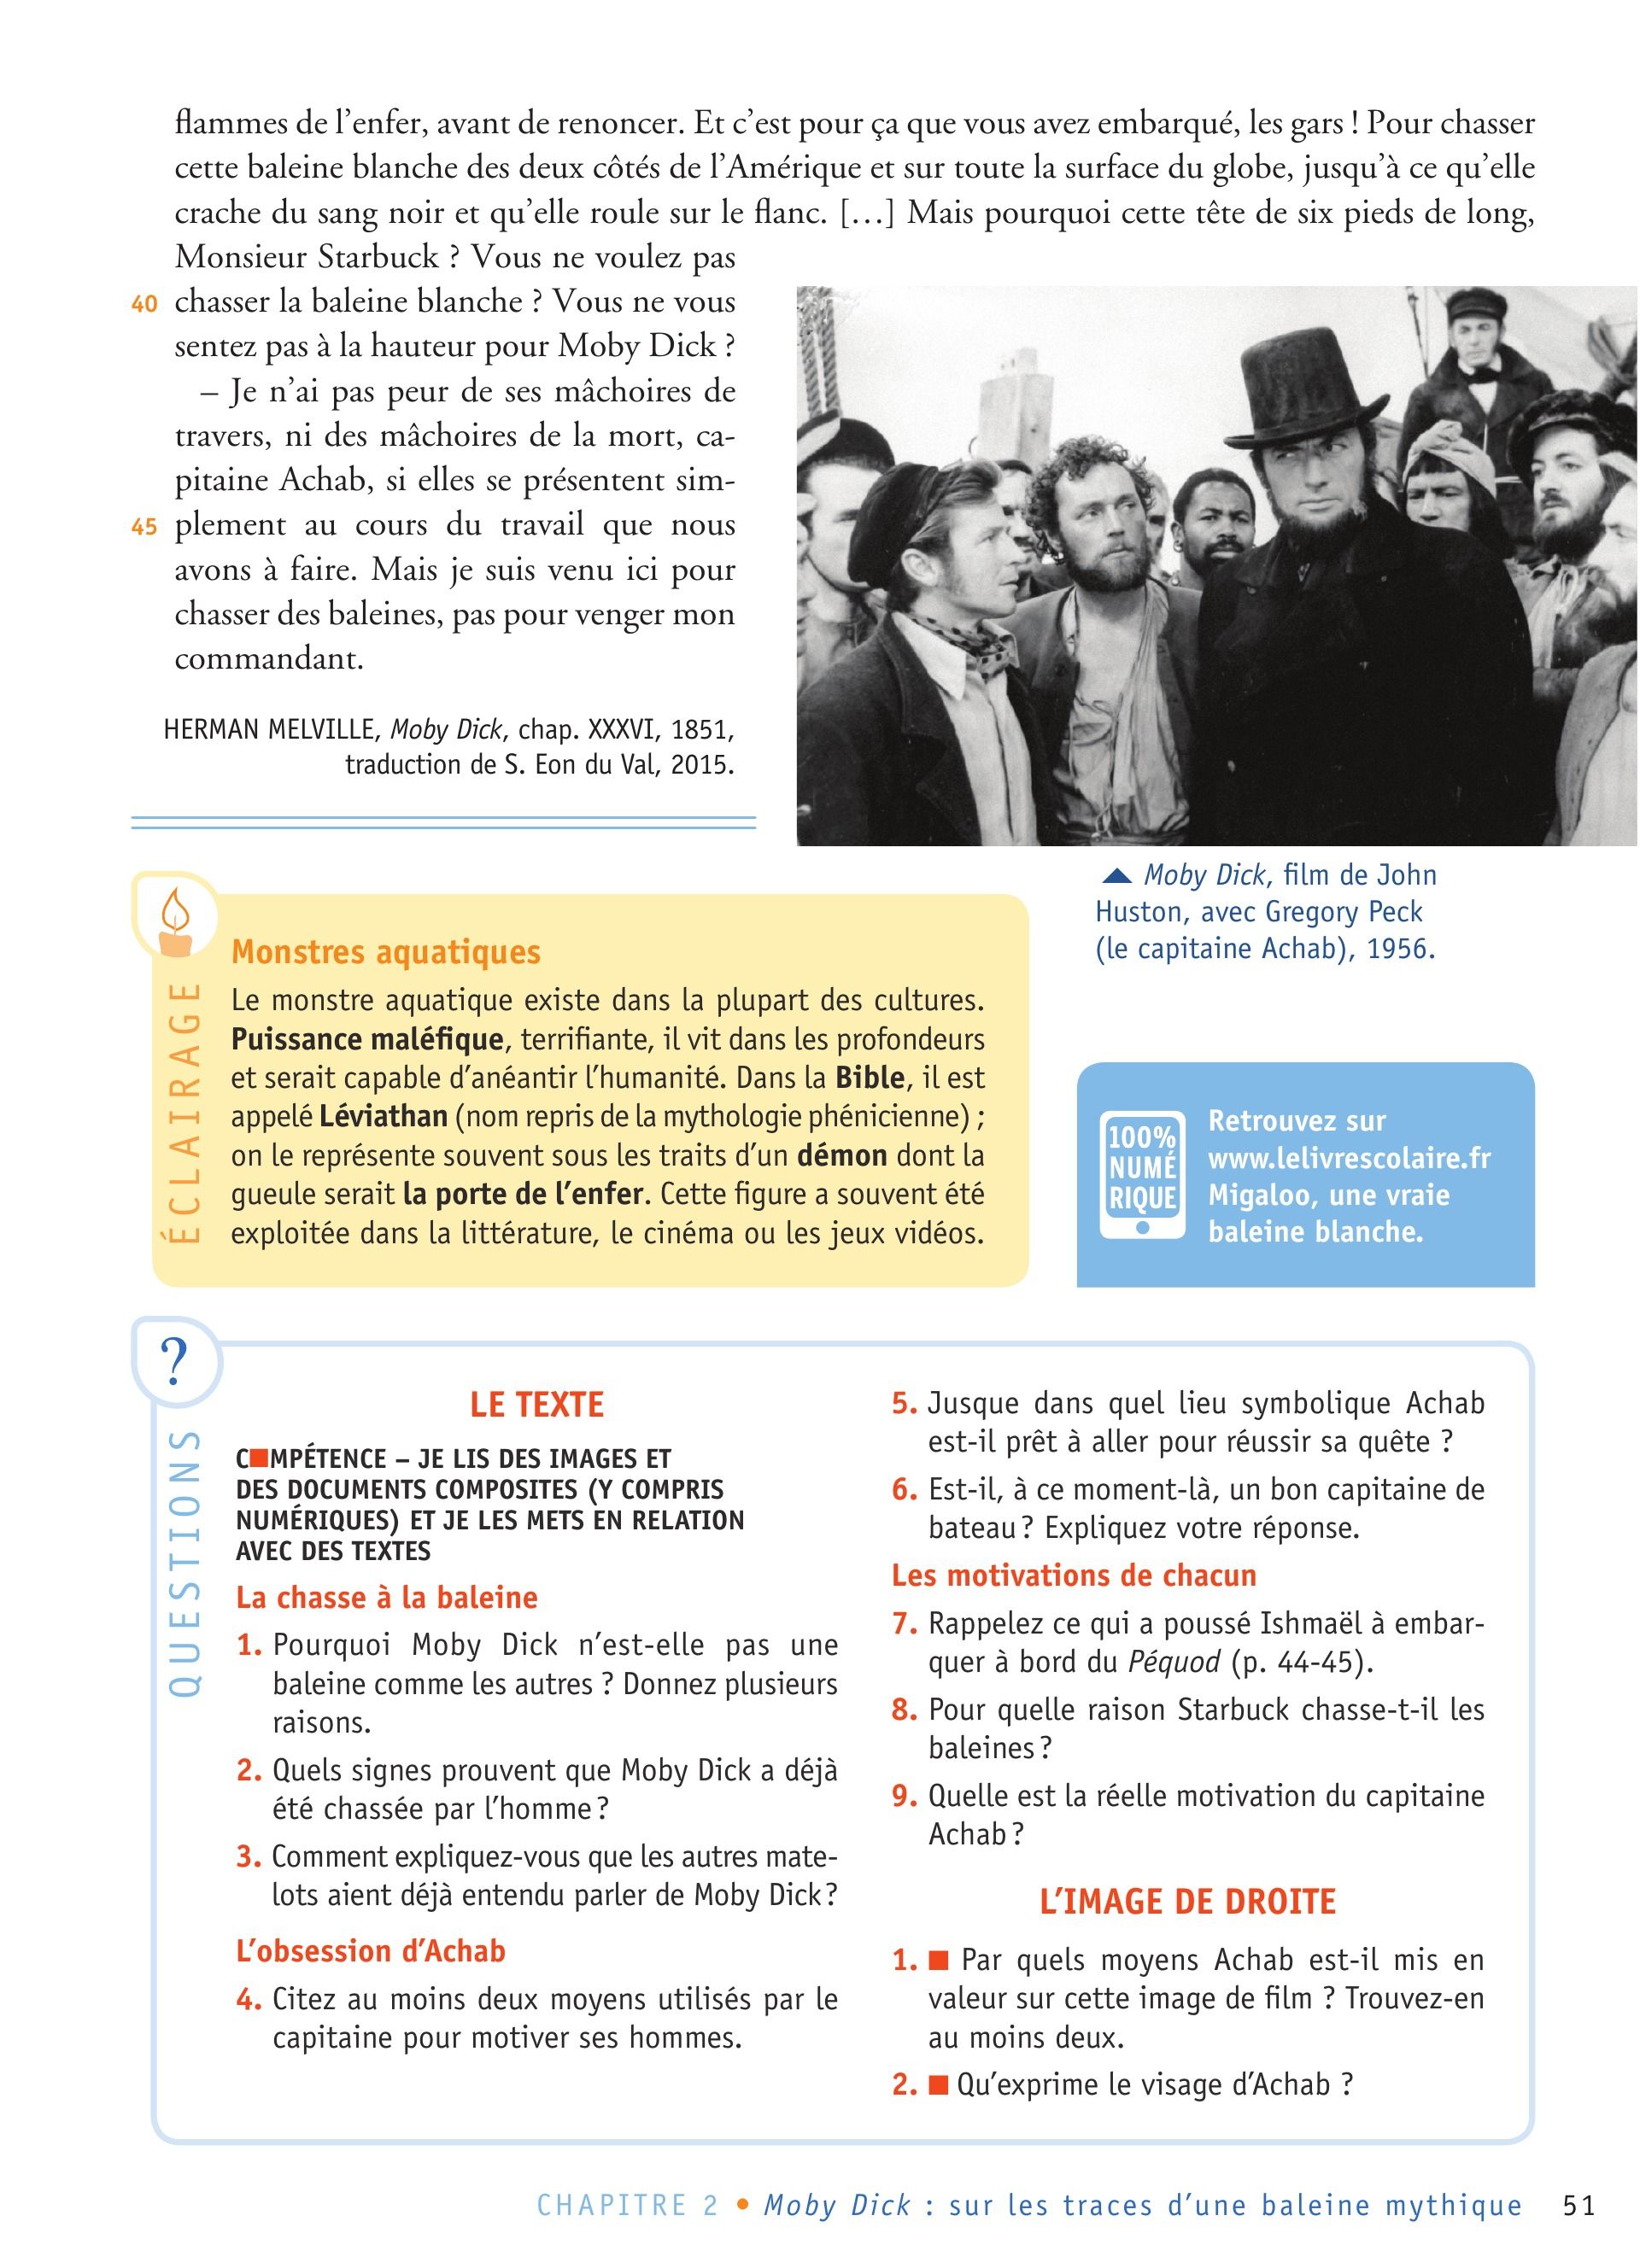 flammes de l'enfer, avant de renoncer. Et c'est pour ça que vous avez embarqué, les gars ! Pour chasser
cette baleine blanche des deux côtés de l'Amérique et sur toute la surface du globe, jusqu'à ce qu'elle
crache du sang noir et qu'elle roule sur le flanc. […] Mais pourquoi cette tête de six pieds de long,
Monsieur Starbuck ? Vous ne voulez pas
40 chasser la baleine blanche ? Vous ne vous
sentez pas à la hauteur pour Moby Dick ?
– Je n'ai pas peur de ses mâchoires de
travers, ni des mâchoires de la mort, ca-
pitaine Achab, si elles se présentent sim-
45 plement au cours du travail que nous
avons à faire. Mais je suis venu ici pour
chasser des baleines, pas pour venger mon
commandant.
HERMAN MELVILLE, Moby Dick, chap. XXXVI, 1851,
traduction de S. Eon du Val, 2015.
Moby Dick, film de John
Huston, avec Gregory Peck
(le capitaine Achab), 1956.
ÉCLAIRAGE
Monstres aquatiques
Le monstre aquatique existe dans la plupart des cultures.
Puissance maléfique, terrifiante, il vit dans les profondeurs
et serait capable d'anéantir l'humanité. Dans la Bible, il est
appelé Léviathan (nom repris de la mythologie phénicienne) ;
on le représente souvent sous les traits d'un démon dont la
gueule serait la porte de l'enfer. Cette figure a souvent été
exploitée dans la littérature, le cinéma ou les jeux vidéos.
100%
NUMÉ
RIQUE
Retrouvez sur
www.lelivrescolaire.fr
Migaloo, une vraie
baleine blanche.
?
QUESTIONS
LE TEXTE
C■MPÉTENCE – JE LIS DES IMAGES ET
DES DOCUMENTS COMPOSITES (Y COMPRIS
NUMÉRIQUES) ET JE LES METS EN RELATION
AVEC DES TEXTES
La chasse à la baleine
1. Pourquoi Moby Dick n'est-elle pas une
baleine comme les autres ? Donnez plusieurs
raisons.
2. Quels signes prouvent que Moby Dick a déjà
été chassée par l'homme ?
3. Comment expliquez-vous que les autres mate-
lots aient déjà entendu parler de Moby Dick ?
L'obsession d'Achab
4. Citez au moins deux moyens utilisés par le
capitaine pour motiver ses hommes.
5. Jusque dans quel lieu symbolique Achab
est-il prêt à aller pour réussir sa quête ?
6. Est-il, à ce moment-là, un bon capitaine de
bateau ? Expliquez votre réponse.
Les motivations de chacun
7. Rappelez ce qui a poussé Ishmaël à embar-
quer à bord du Péquod (p. 44-45).
8. Pour quelle raison Starbuck chasse-t-il les
baleines ?
9. Quelle est la réelle motivation du capitaine
Achab ?
L'IMAGE DE DROITE
1. ■ Par quels moyens Achab est-il mis en
valeur sur cette image de film ? Trouvez-en
au moins deux.
2. ■ Qu'exprime le visage d'Achab ?
CHAPITRE 2 • Moby Dick : sur les traces d'une baleine mythique 51